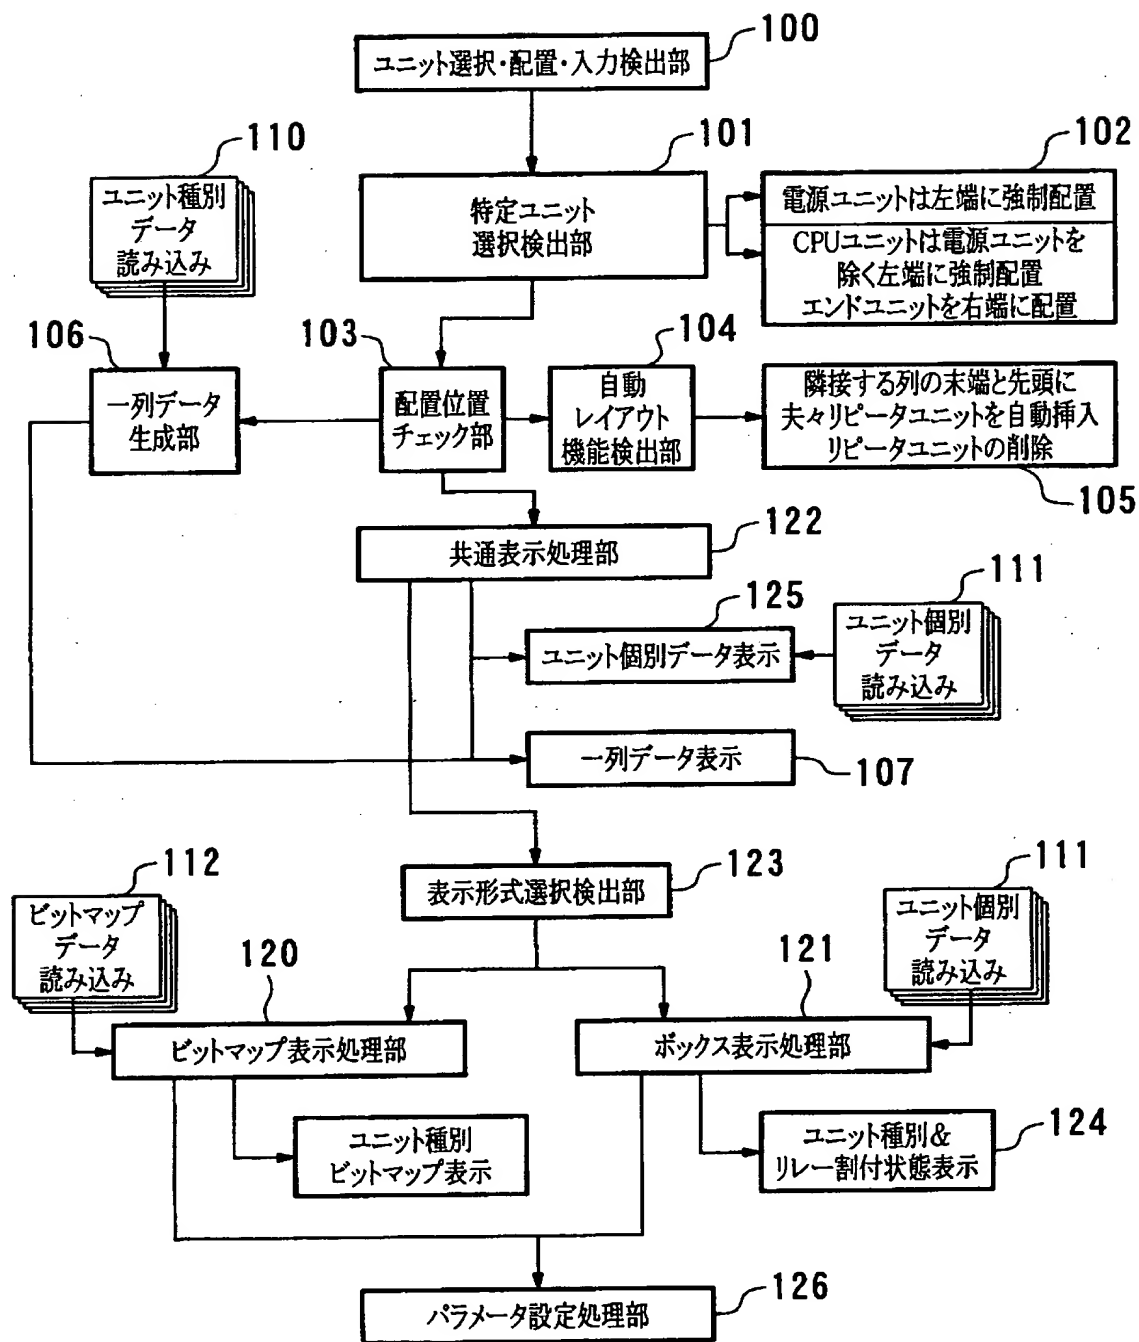 100
ユニット選択・配置・入力検出部
101
特定ユニット
選択検出部
102
電源ユニットは左端に強制配置
CPUユニットは電源ユニットを
除く左端に強制配置
エンドユニットを右端に配置
110
ユニット種別
データ
読み込み
106
一列データ
生成部
103
配置位置
チェック部
104
自動
レイアウト
機能検出部
隣接する列の末端と先頭に
夫々リピータユニットを自動挿入
リピータユニットの削除
105
122
共通表示処理部
125
ユニット個別データ表示
111
ユニット個別
データ
読み込み
一列データ表示
107
123
表示形式選択検出部
112
ビットマップ
データ
読み込み
111
ユニット個別
データ
読み込み
120
ビットマップ表示処理部
121
ボックス表示処理部
ユニット種別
ビットマップ表示
ユニット種別&
リレー割付状態表示
124
パラメータ設定処理部
126